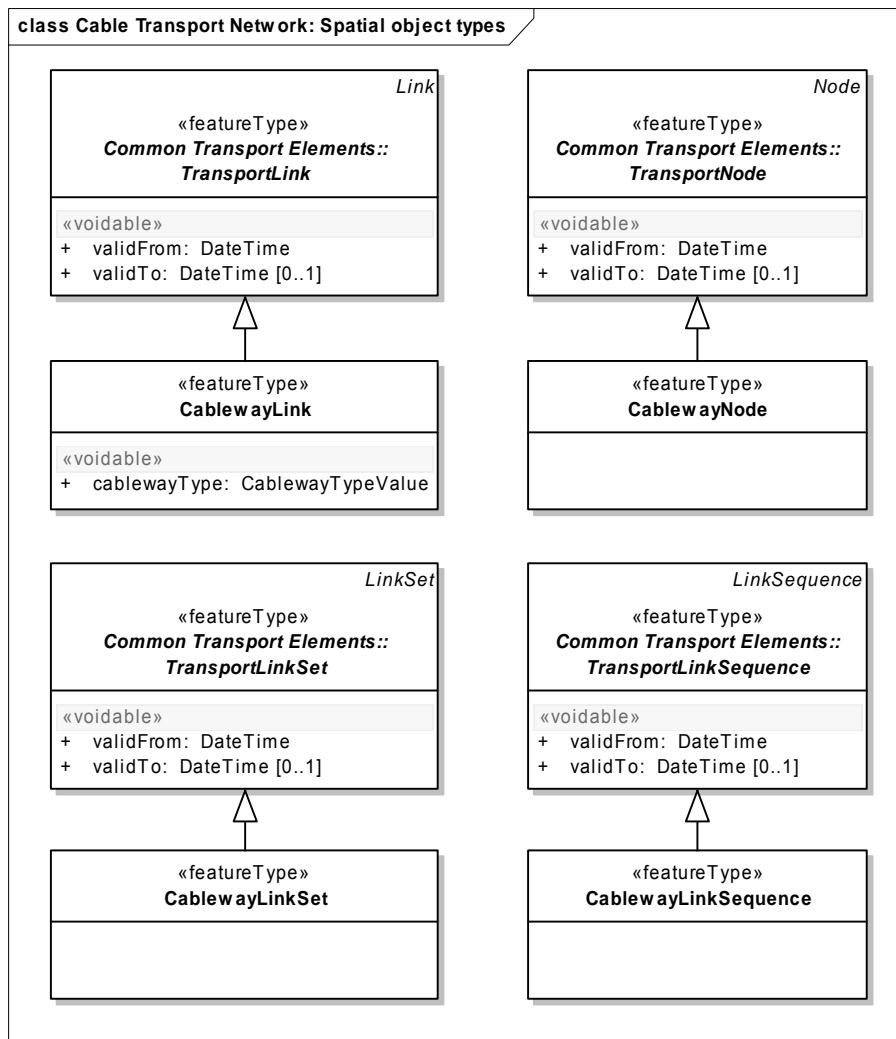 class Cable Transport Network: Spatial object types
Link
«featureType»
Common Transport Elements::
TransportLink
«voidable»
+ validFrom: DateTime
+ validTo: DateTime [0..1]
Node
«featureType»
Common Transport Elements::
TransportNode
«voidable»
+ validFrom: DateTime
+ validTo: DateTime [0..1]
«featureType»
CablewayLink
«voidable»
+ cablewayType: CablewayTypeValue
«featureType»
CablewayNode
LinkSet
«featureType»
Common Transport Elements::
TransportLinkSet
«voidable»
+ validFrom: DateTime
+ validTo: DateTime [0..1]
LinkSequence
«featureType»
Common Transport Elements::
TransportLinkSequence
«voidable»
+ validFrom: DateTime
+ validTo: DateTime [0..1]
«featureType»
CablewayLinkSet
«featureType»
CablewayLinkSequence